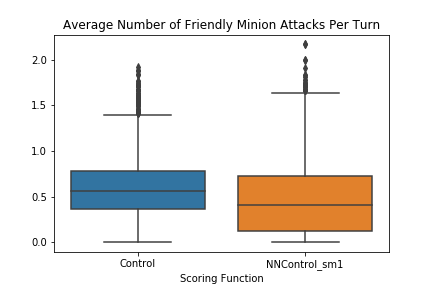 Average Number of Friendly Minion Attacks Per Turn
2.0
1.5
1.0
0.5
0.0
Control NNControl_sm1
Scoring Function